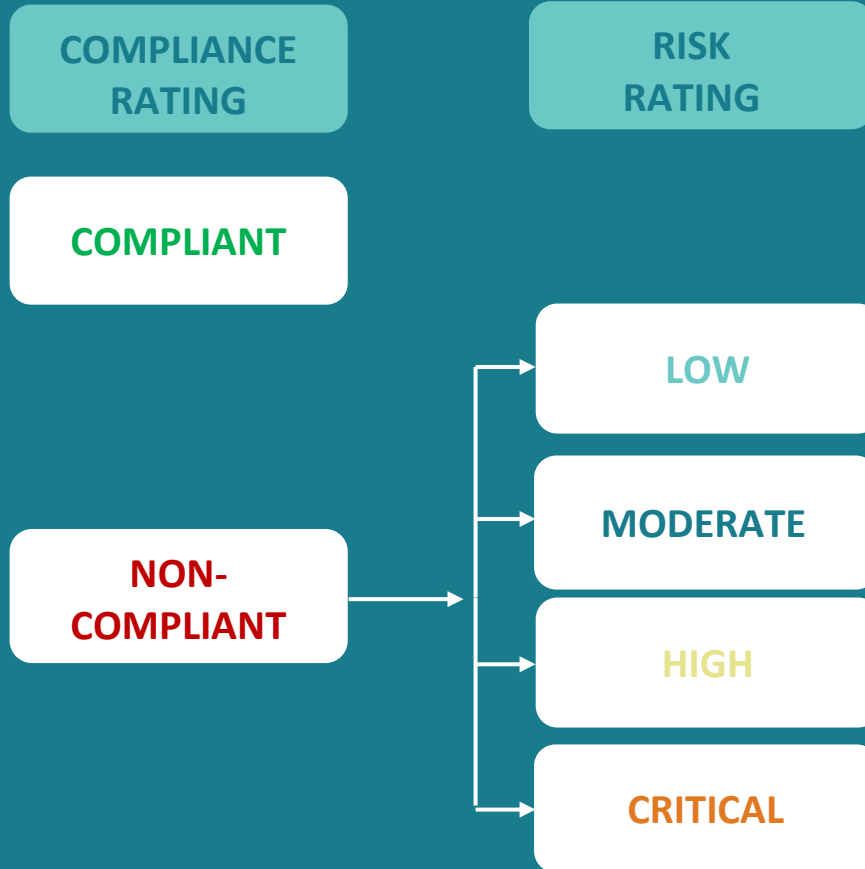 COMPLIANCE
RATING
RISK
RATING
COMPLIANT
LOW
MODERATE
NON-
COMPLIANT
HIGH
CRITICAL